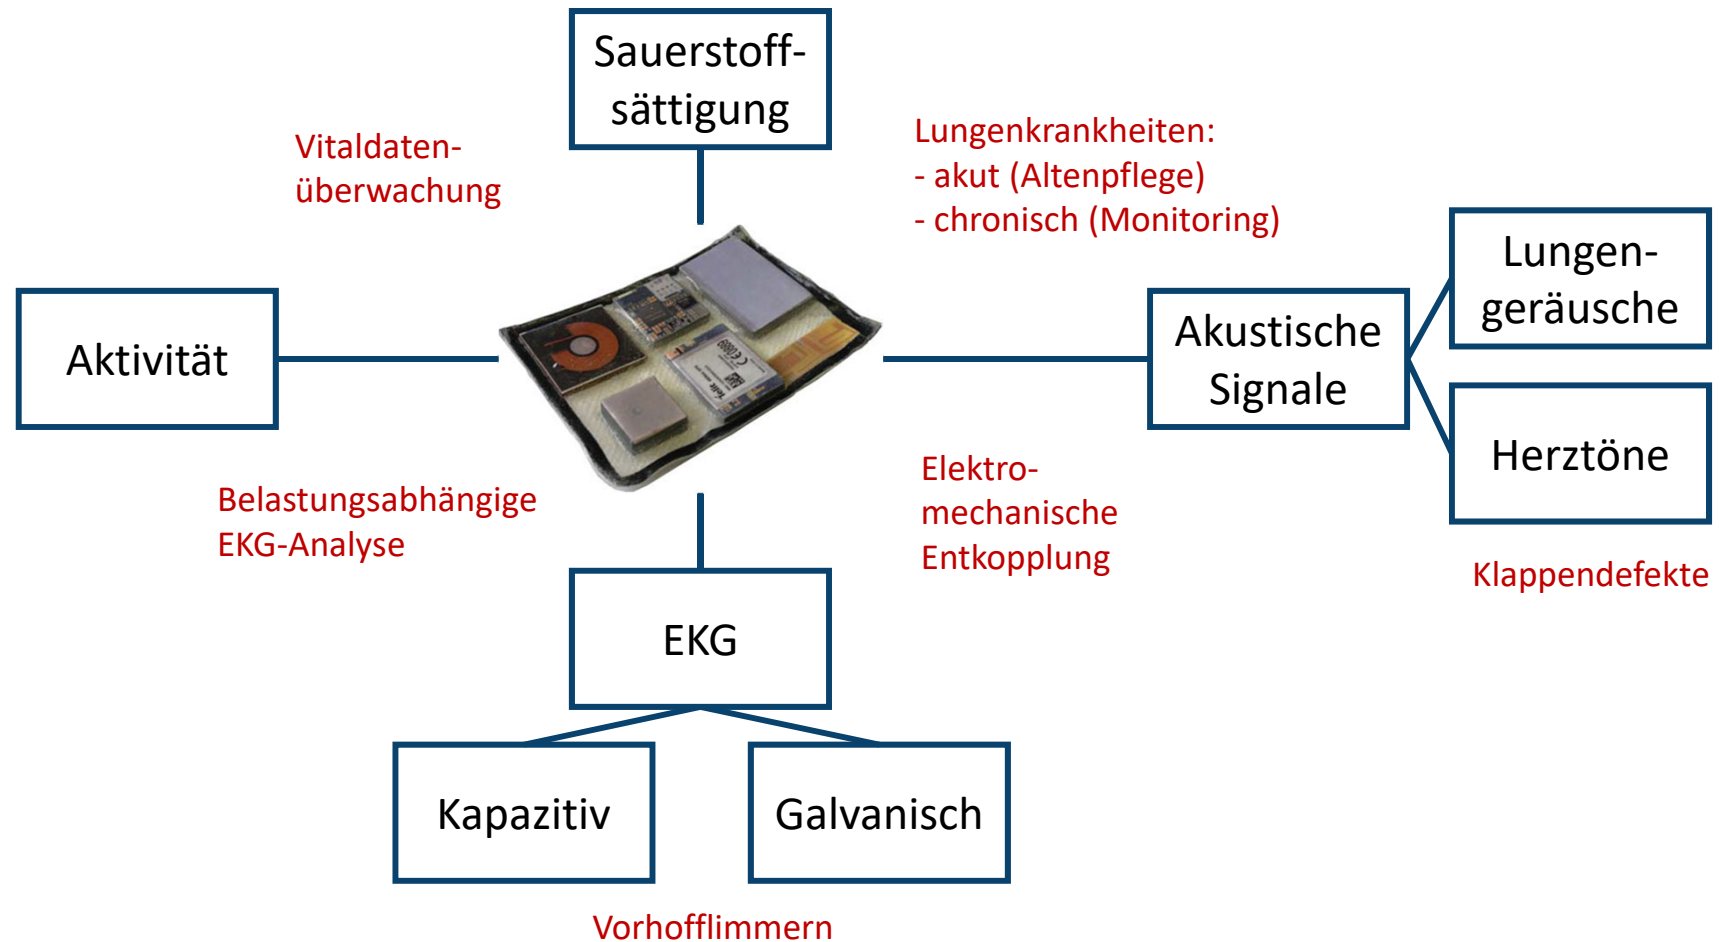 Sauerstoff-
sättigung
Vitaldaten-
überwachung
Lungenkrankheiten:
- akut (Altenpflege)
- chronisch (Monitoring)
Lungen-
geräusche
Aktivität
Akustische
Signale
Telit
Herztöne
Belastungsabhängige
EKG-Analyse
Elektro-
mechanische
Entkopplung
Klappendefekte
EKG
Kapazitiv
Galvanisch
Vorhofflimmern